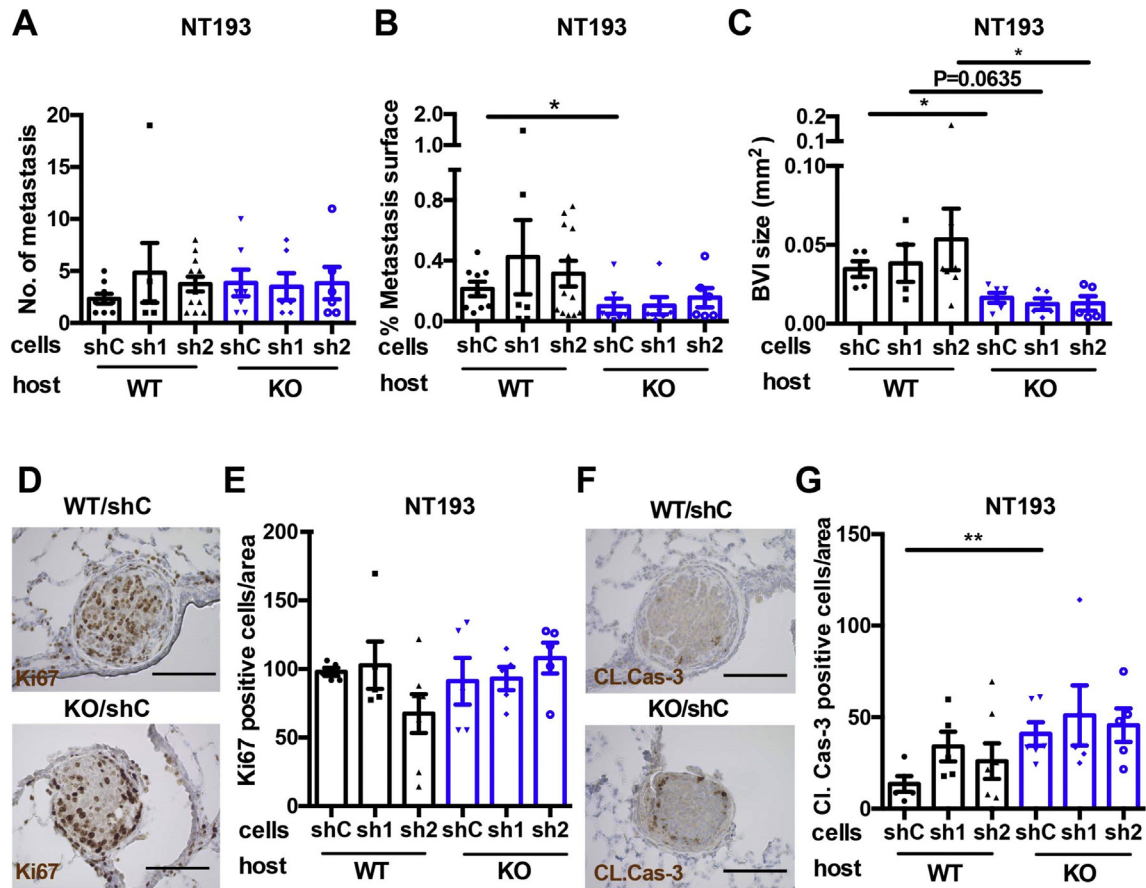 A
NT193
No. of metastasis
20
15
10
5
0
cells shC sh1 sh2 shC sh1 sh2
host WT KO
B
NT193
% Metastasis surface
*
2.0
1.0
0.8
0.4
0.0
cells shC sh1 sh2 shC sh1 sh2
host WT KO
C
NT193
*
P=0.0635
*
BVI size (mm²)
0.2
0.1
0.10
0.05
0.00
cells shC sh1 sh2 shC sh1 sh2
host WT KO
D
WT/shC
Ki67
KO/shC
Ki67
E
NT193
Ki67 positive cells/area
200
150
100
50
0
cells shC sh1 sh2 shC sh1 sh2
host WT KO
F
WT/shC
CL.Cas-3
KO/shC
CL.Cas-3
G
NT193
Cl. Cas-3 positive cells/area
**
150
100
50
0
cells shC sh1 sh2 shC sh1 sh2
host WT KO